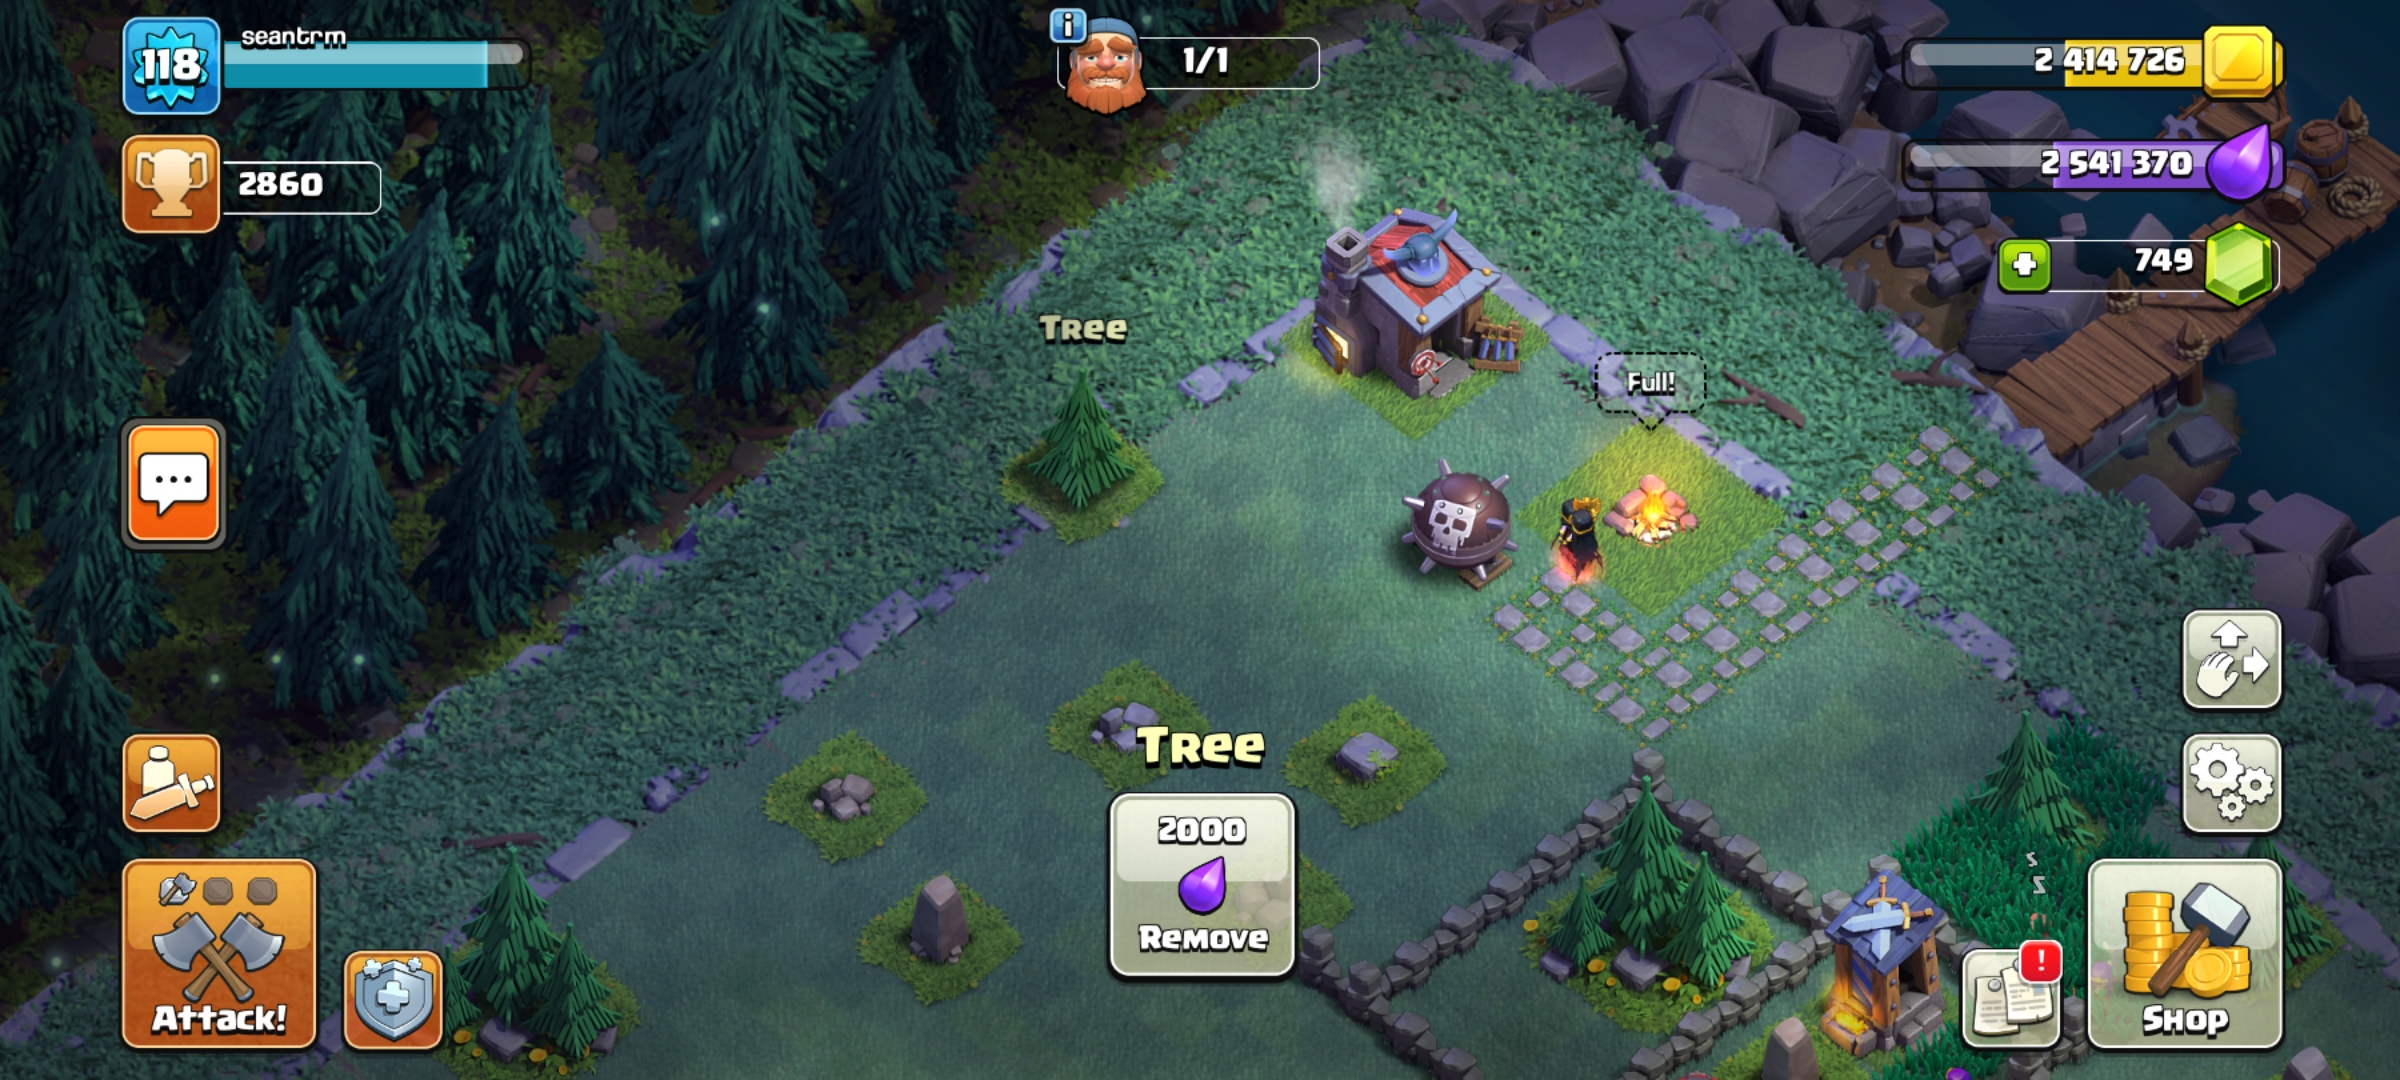 118
seantrm
i
1/1
2 414 726
2860
2 541 370
749
Tree
Full!
Tree
2000
Remove
Attack!
z
z
!
Shop